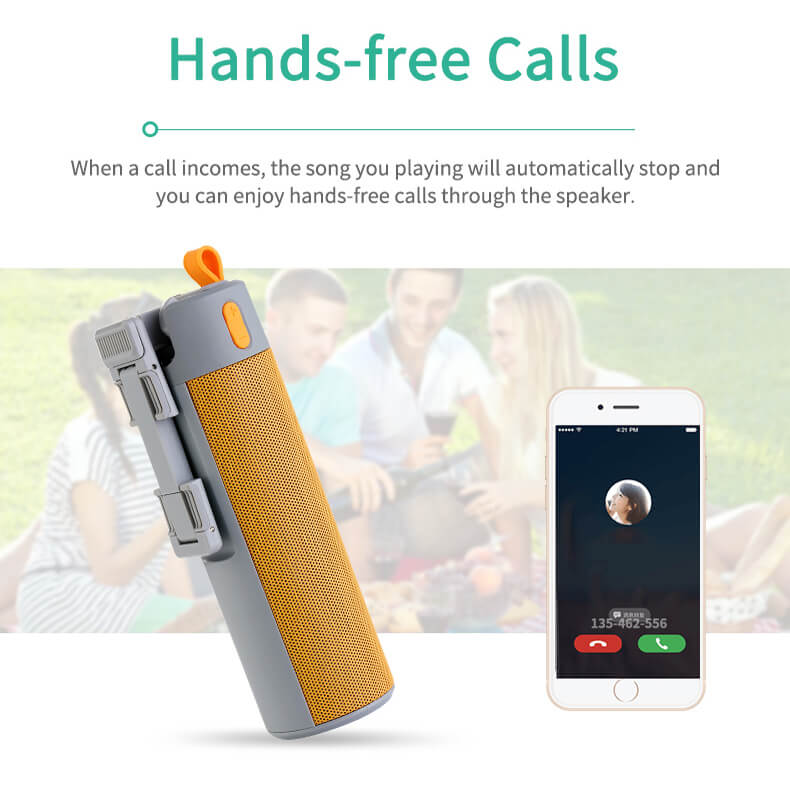 Hands-free Calls
When a call incomes, the song you playing will automatically stop and
you can enjoy hands-free calls through the speaker.
4:21 PM
135-462-556